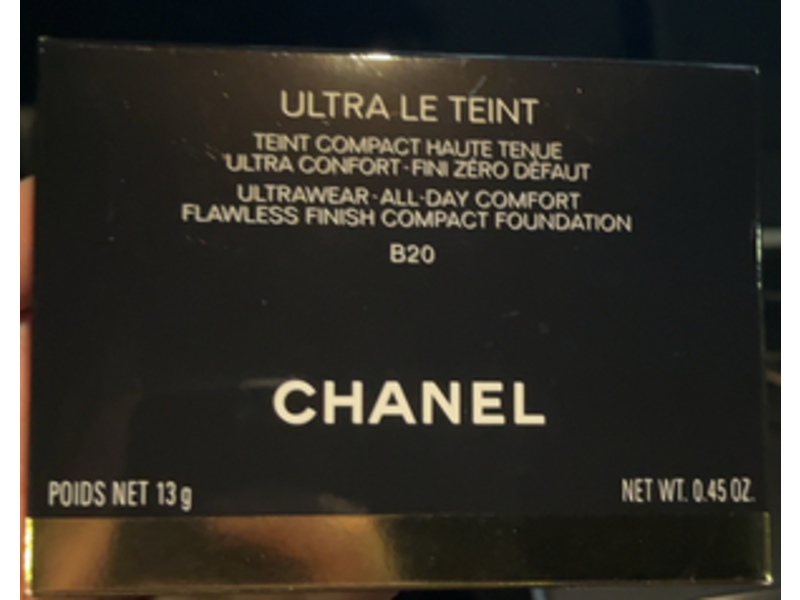 ULTRA LE TEINT
TEINT COMPACT HAUTE TENUE
ULTRA CONFORT·FINI ZÉRO DÉFAUT
ULTRAWEAR·ALL·DAY COMFORT
FLAWLESS FINISH COMPACT FOUNDATION
B20
CHANEL
POIDS NET 13 g
NET WT. 0.45 OZ.